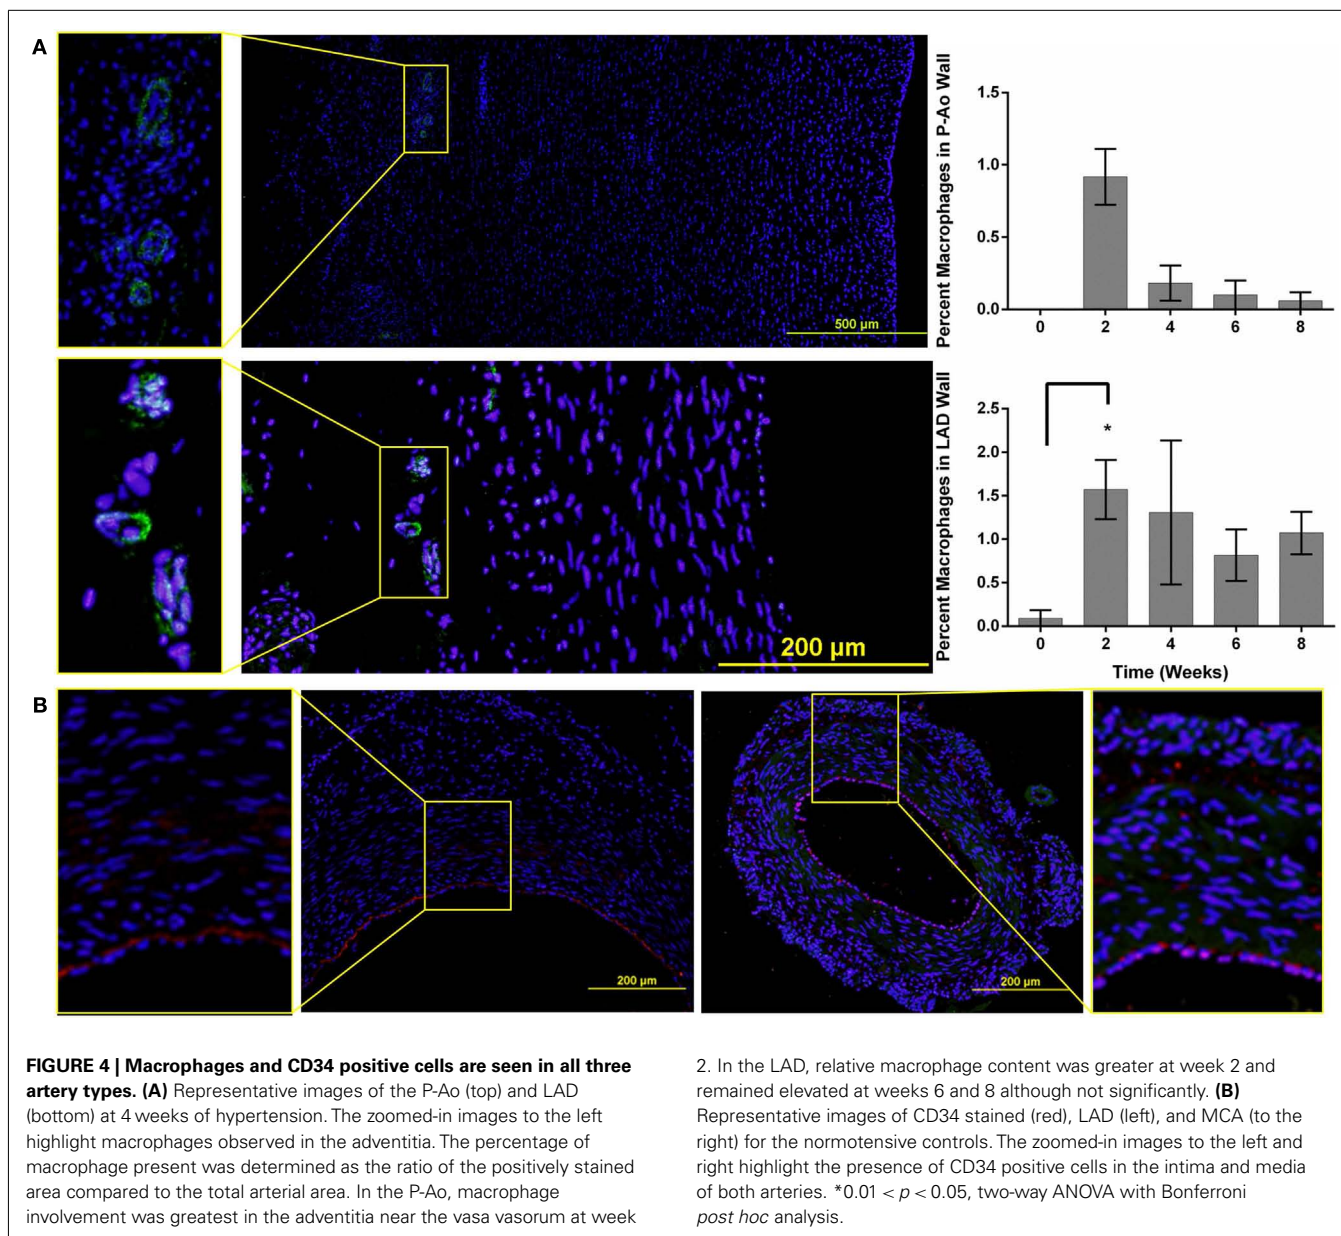 A
500 µm
Percent Macrophages in P-Ao Wall
1.5
1.0
0.5
0.0
0 2 4 6 8
200 µm
Percent Macrophages in LAD Wall
2.5
2.0
1.5
1.0
0.5
0.0
*
0 2 4 6 8
Time (Weeks)
B
200 µm
200 µm
FIGURE 4 | Macrophages and CD34 positive cells are seen in all three
artery types. (A) Representative images of the P-Ao (top) and LAD
(bottom) at 4 weeks of hypertension. The zoomed-in images to the left
highlight macrophages observed in the adventitia. The percentage of
macrophage present was determined as the ratio of the positively stained
area compared to the total arterial area. In the P-Ao, macrophage
involvement was greatest in the adventitia near the vasa vasorum at week
2. In the LAD, relative macrophage content was greater at week 2 and
remained elevated at weeks 6 and 8 although not significantly. (B)
Representative images of CD34 stained (red), LAD (left), and MCA (to the
right) for the normotensive controls. The zoomed-in images to the left and
right highlight the presence of CD34 positive cells in the intima and media
of both arteries. *0.01 < p < 0.05, two-way ANOVA with Bonferroni
post hoc analysis.